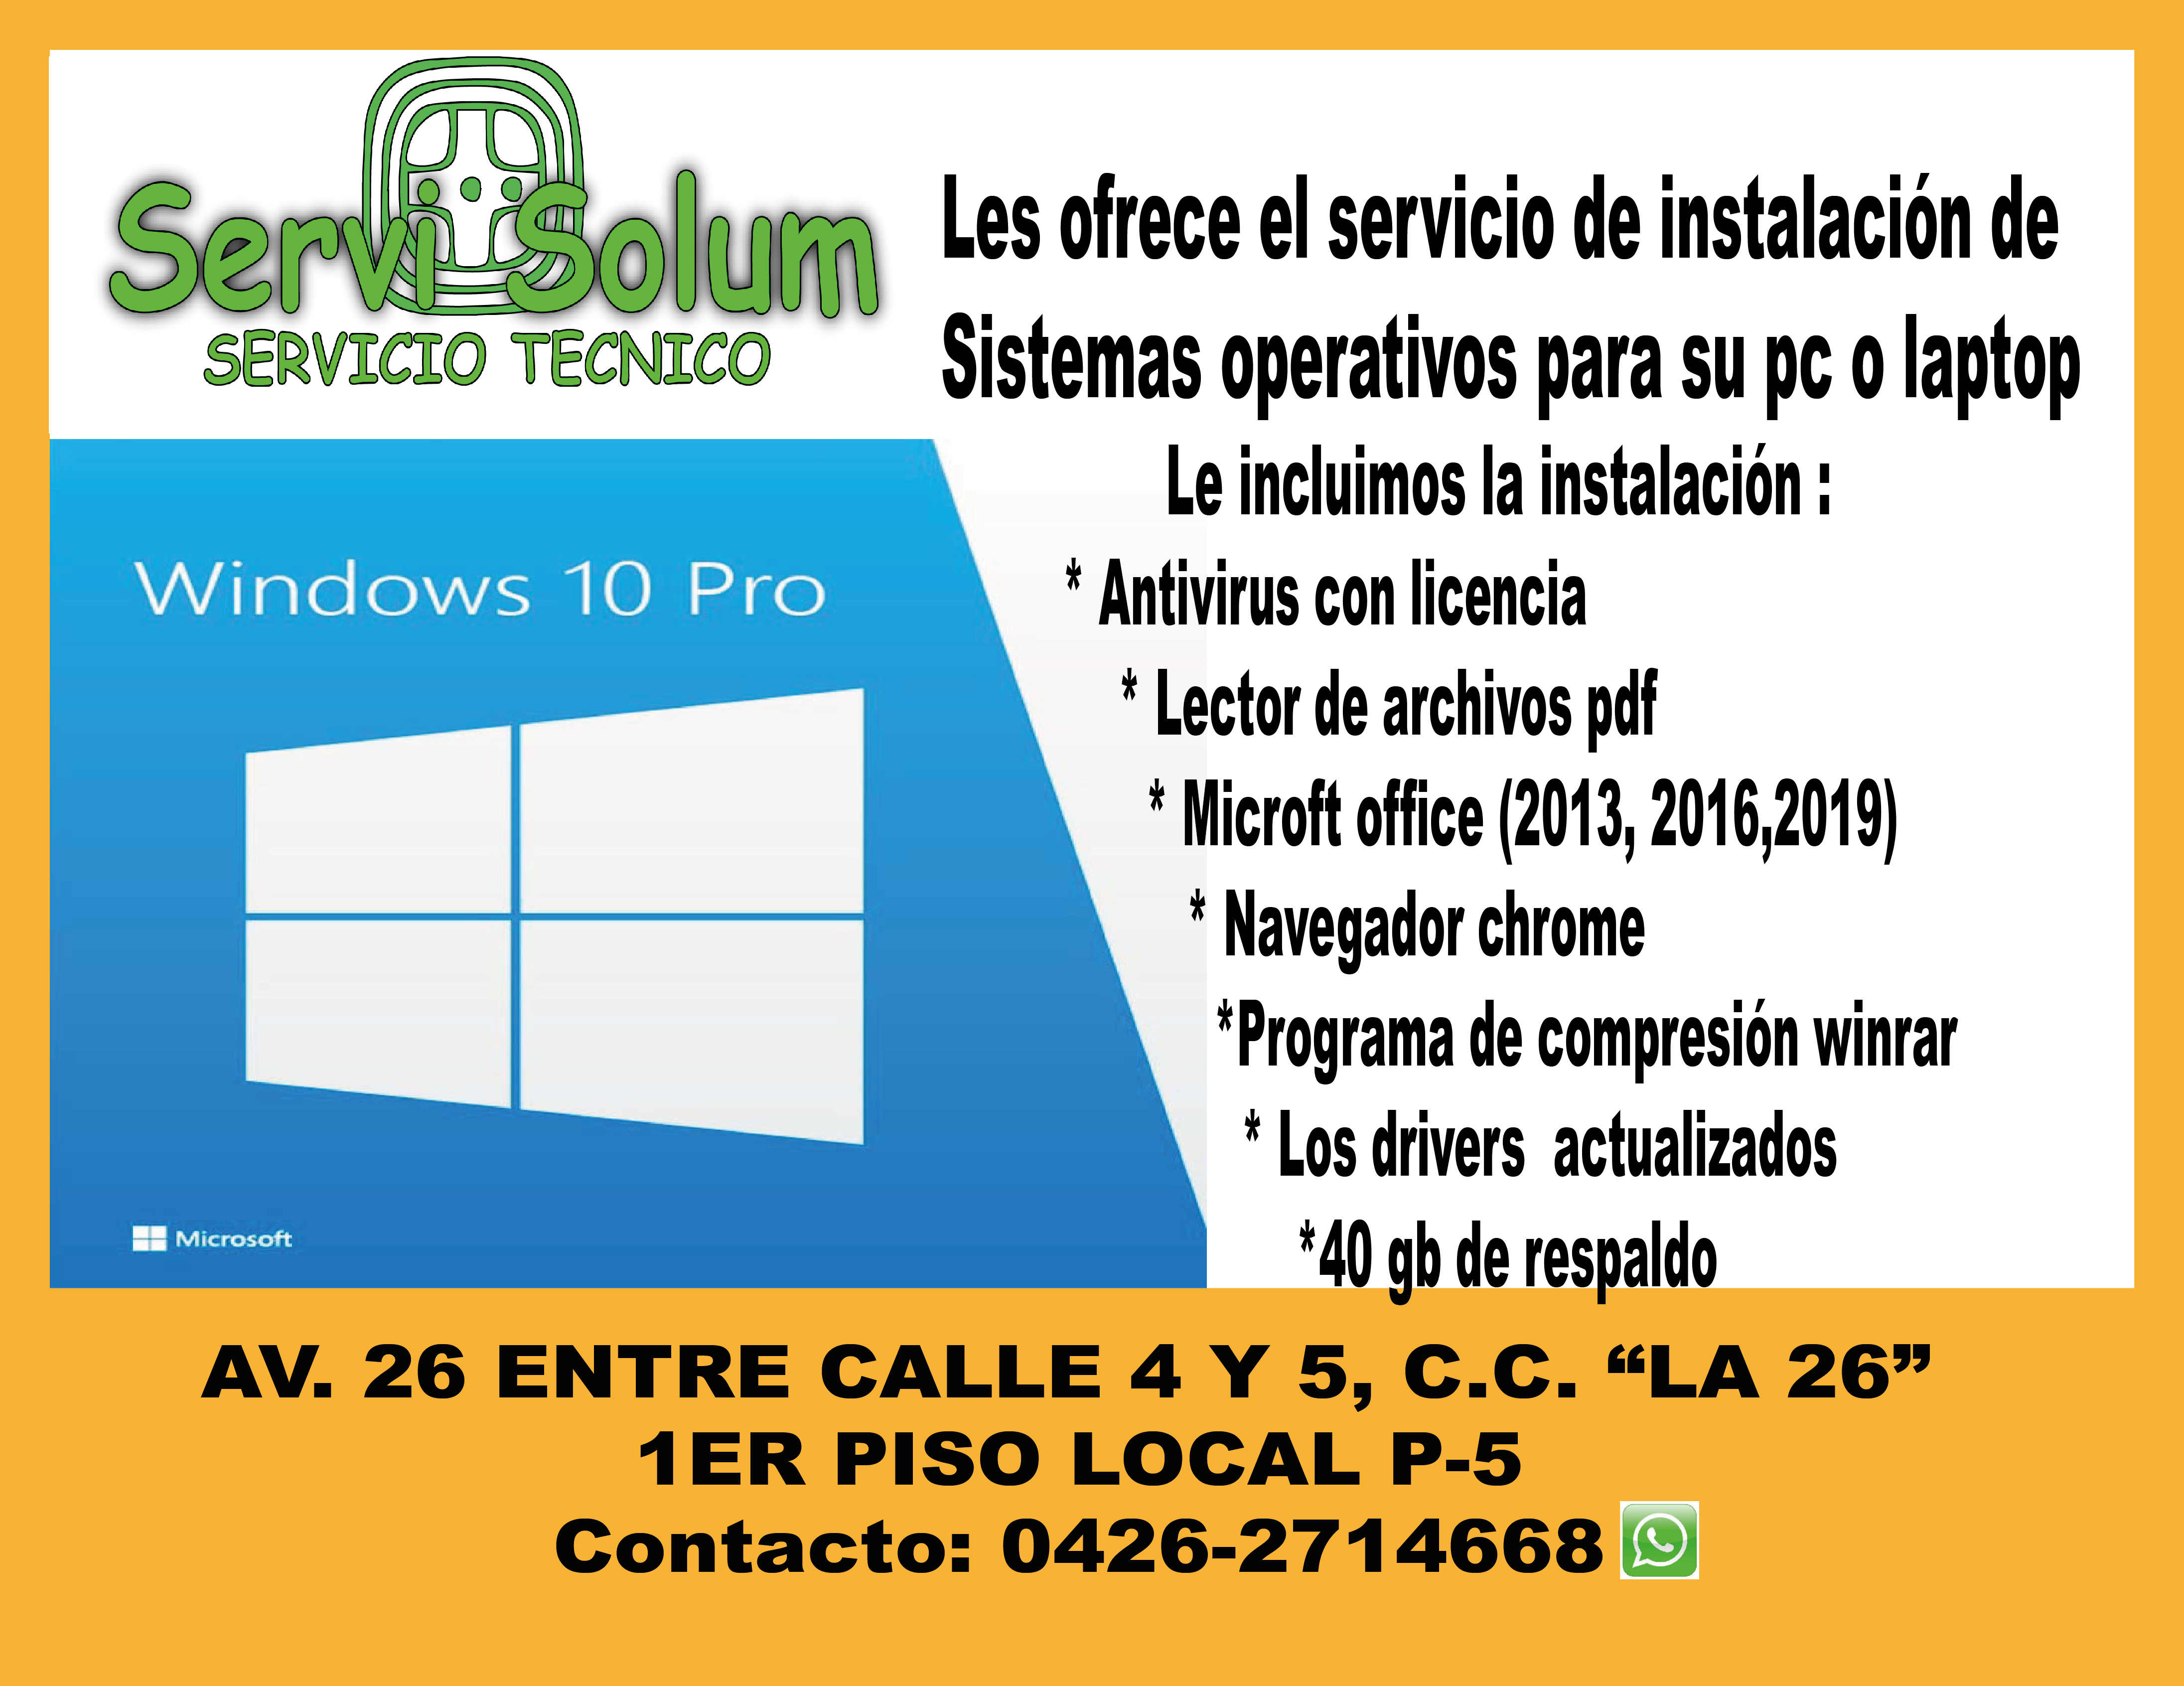 Servi Solum
SERVICIO TECNICO
Les ofrece el servicio de instalación de
Sistemas operativos para su pc o laptop
Le incluimos la instalación :
* Antivirus con licencia
* Lector de archivos pdf
* Microft office (2013, 2016,2019)
* Navegador chrome
*Programa de compresión winrar
* Los drivers actualizados
*40 gb de respaldo
Windows 10 Pro
Microsoft
AV. 26 ENTRE CALLE 4 Y 5, C.C. “LA 26”
1ER PISO LOCAL P-5
Contacto: 0426-2714668